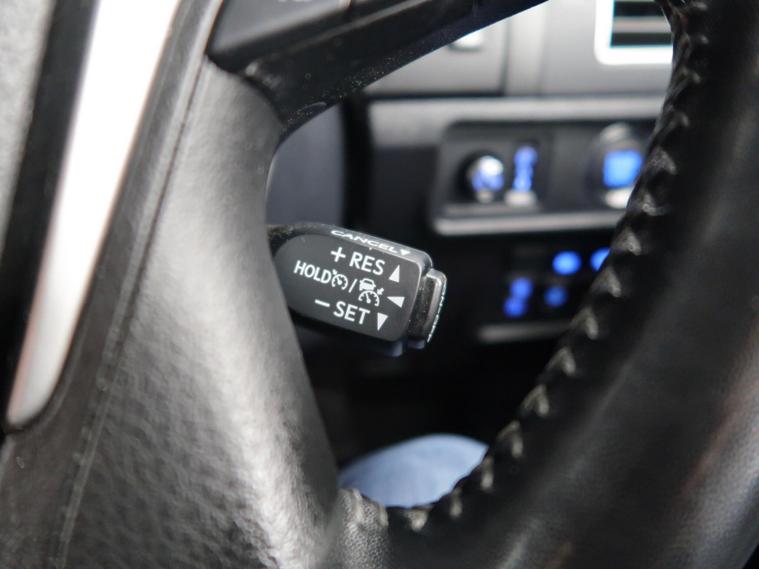 CANCEL▼
+ RES ▲
HOLD /
− SET ▼